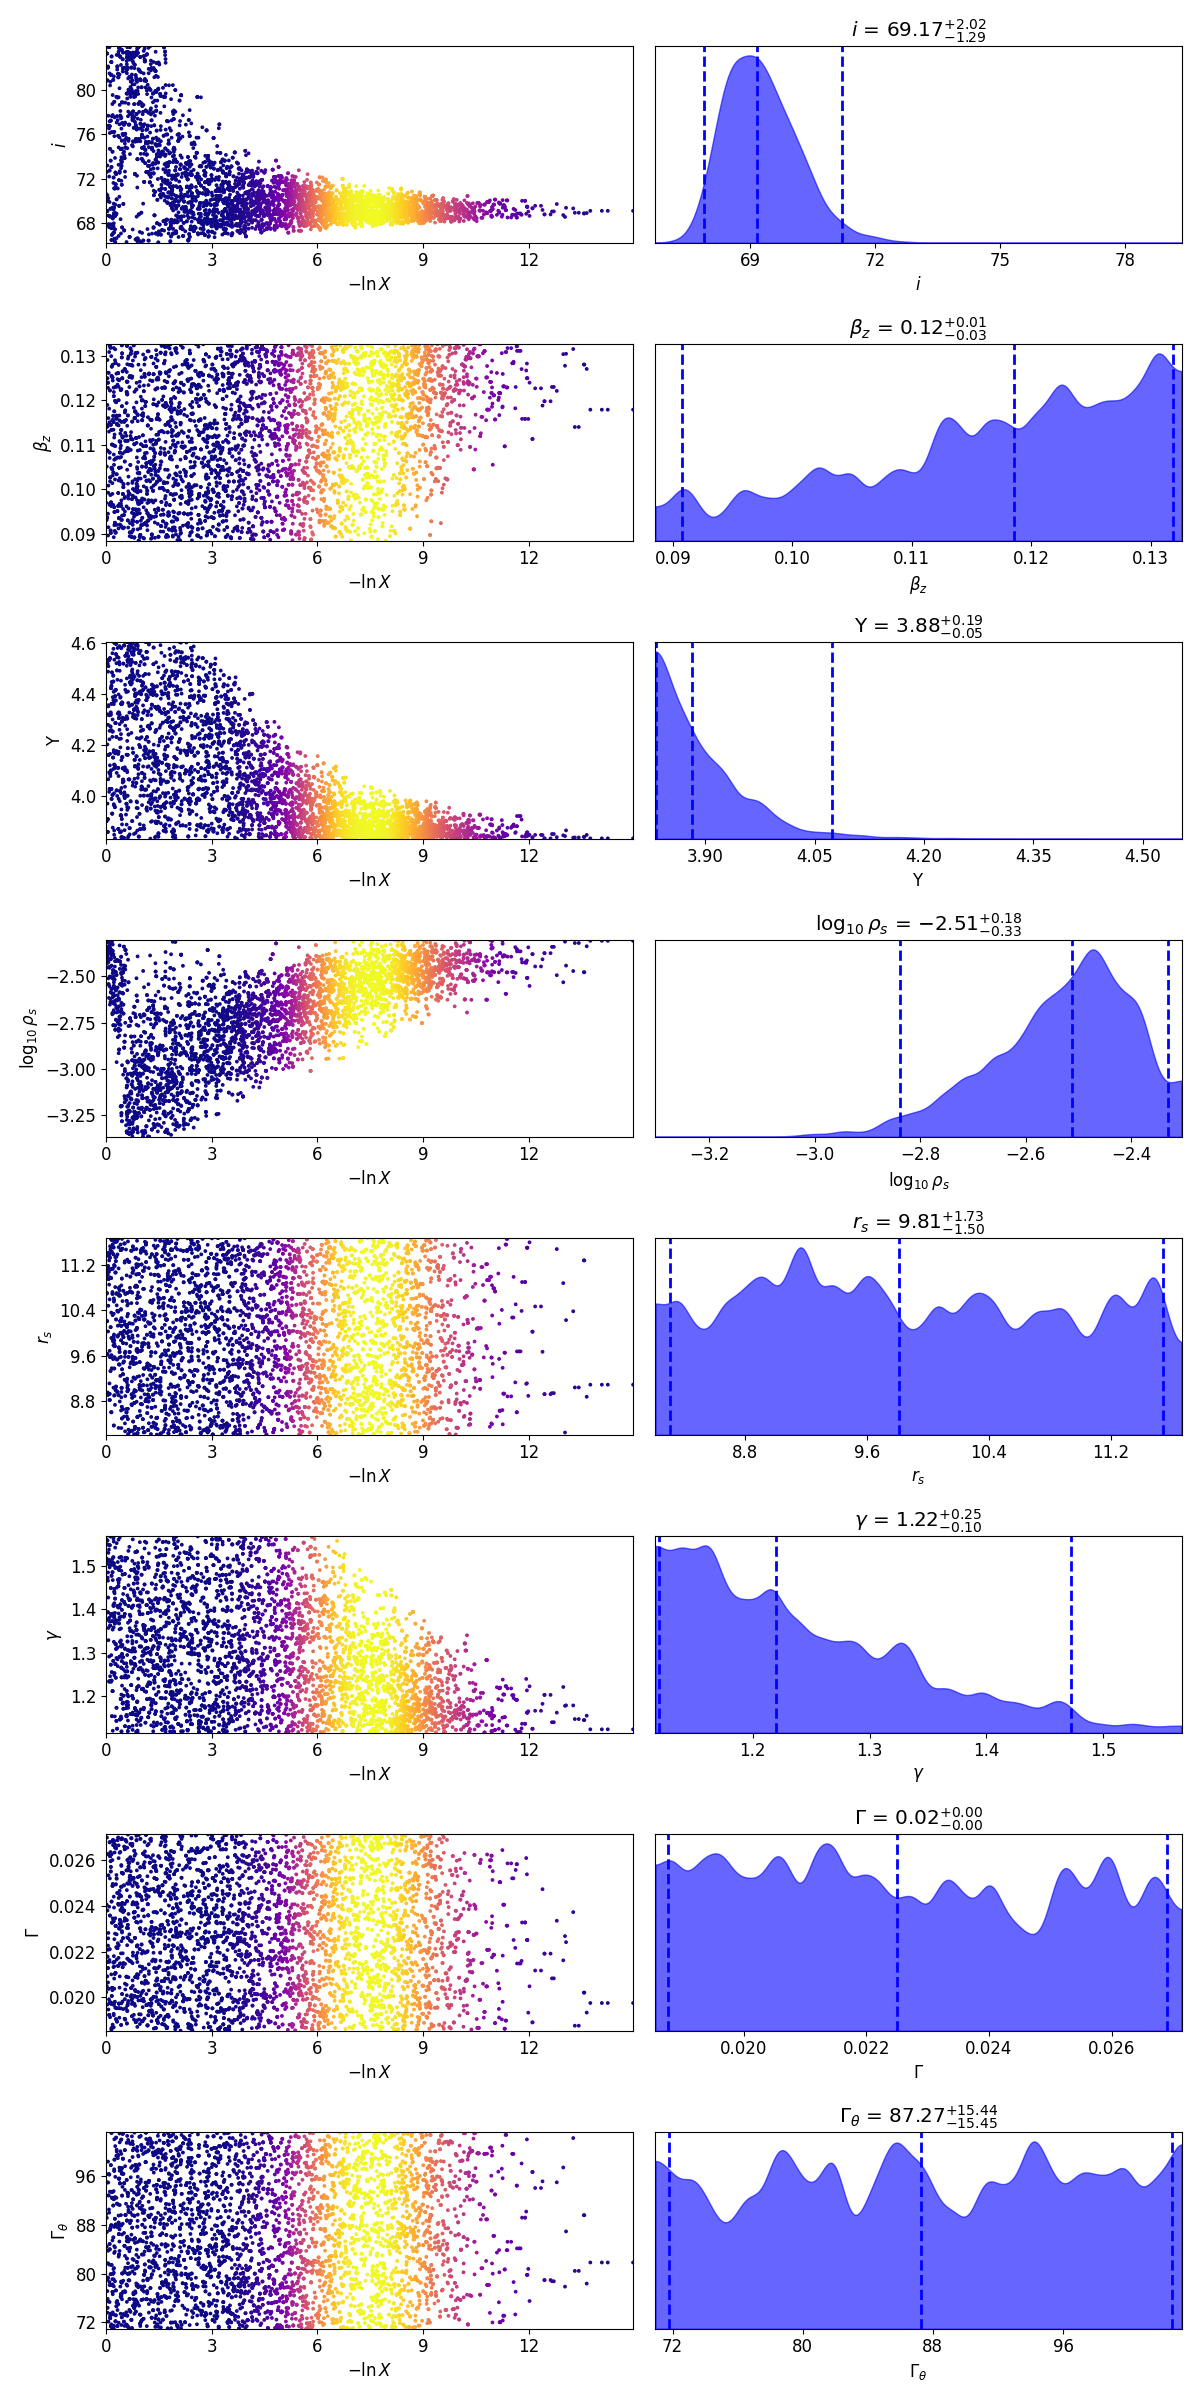 i = 69.17 +2.02 −1.29
80
76
72
68
i
0 3 6 9 12
−ln X
69 72 75 78
i
β_z = 0.12 +0.01 −0.03
0.13
0.12
0.11
0.10
0.09
β_z
0 3 6 9 12
−ln X
0.09 0.10 0.11 0.12 0.13
β_z
Υ = 3.88 +0.19 −0.05
4.6
4.4
4.2
4.0
Υ
0 3 6 9 12
−ln X
3.90 4.05 4.20 4.35 4.50
Υ
log₁₀ ρ_s = −2.51 +0.18 −0.33
−2.50
−2.75
−3.00
−3.25
log₁₀ ρ_s
0 3 6 9 12
−ln X
−3.2 −3.0 −2.8 −2.6 −2.4
log₁₀ ρ_s
r_s = 9.81 +1.73 −1.50
11.2
10.4
9.6
8.8
r_s
0 3 6 9 12
−ln X
8.8 9.6 10.4 11.2
r_s
γ = 1.22 +0.25 −0.10
1.5
1.4
1.3
1.2
γ
0 3 6 9 12
−ln X
1.2 1.3 1.4 1.5
γ
Γ = 0.02 +0.00 −0.00
0.026
0.024
0.022
0.020
Γ
0 3 6 9 12
−ln X
0.020 0.022 0.024 0.026
Γ
Γ_θ = 87.27 +15.44 −15.45
96
88
80
72
Γ_θ
0 3 6 9 12
−ln X
72 80 88 96
Γ_θ